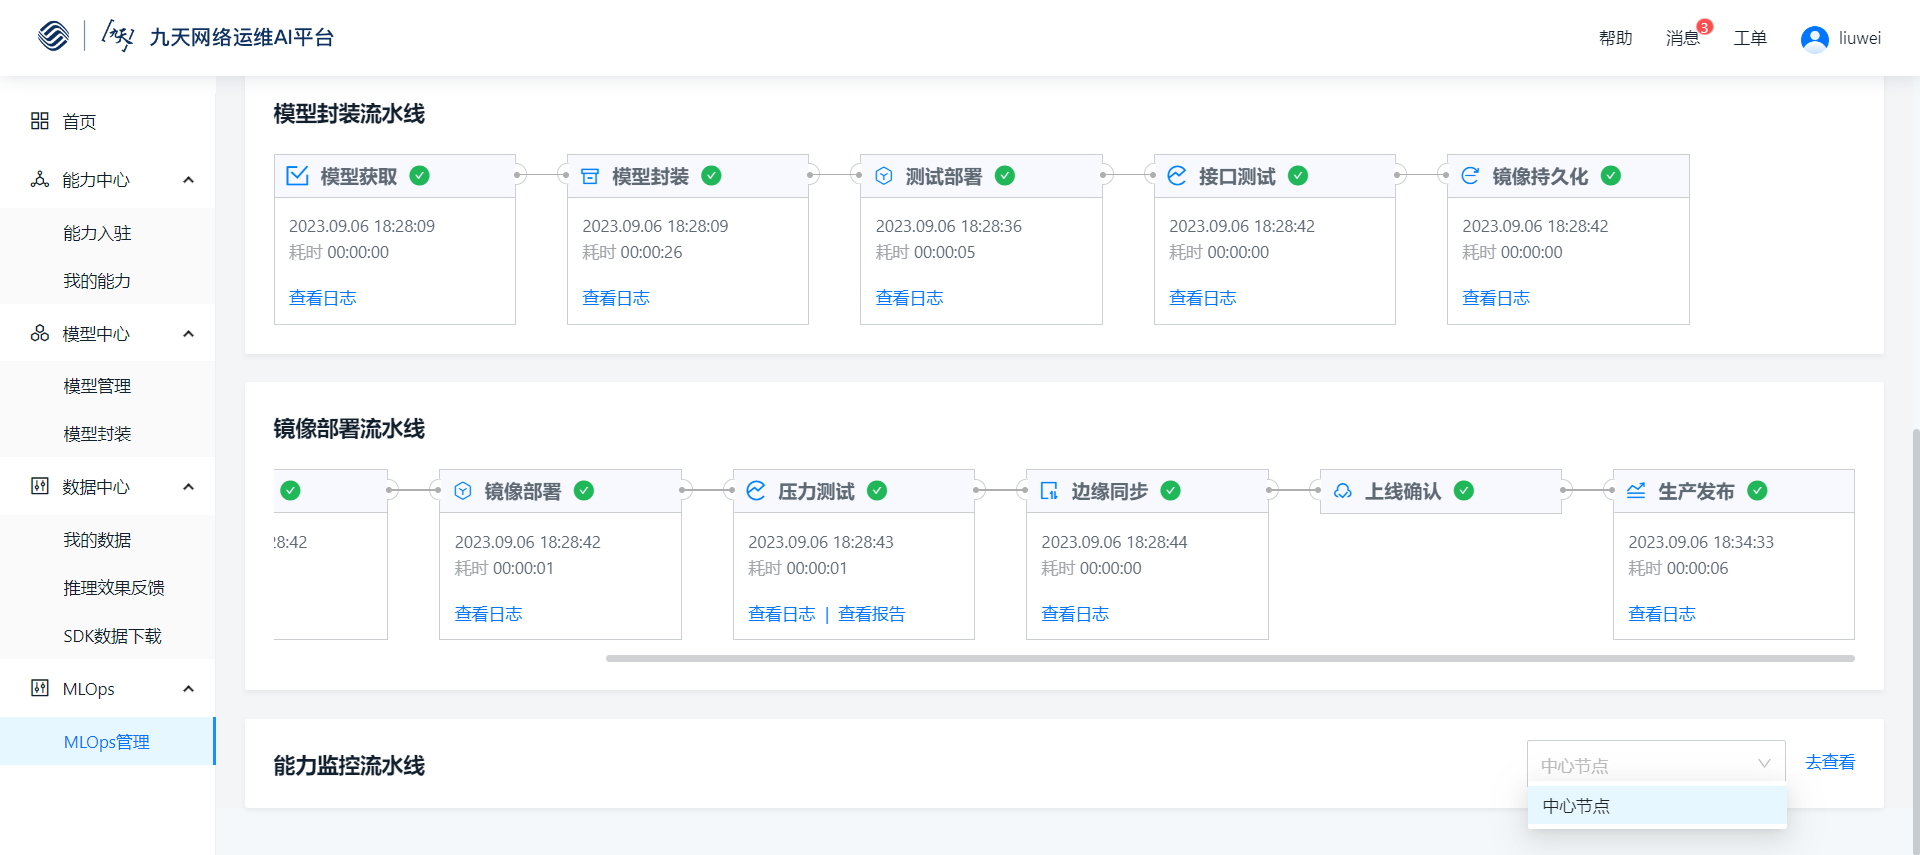 九天 九天网络运维AI平台
帮助 消息 3 工单 liuwei
首页
能力中心
能力入驻
我的能力
模型中心
模型管理
模型封装
数据中心
我的数据
推理效果反馈
SDK数据下载
MLOps
MLOps管理
模型封装流水线
模型获取 模型封装 测试部署 接口测试 镜像持久化
2023.09.06 18:28:09 2023.09.06 18:28:09 2023.09.06 18:28:36 2023.09.06 18:28:42 2023.09.06 18:28:42
耗时 00:00:00 耗时 00:00:26 耗时 00:00:05 耗时 00:00:00 耗时 00:00:00
查看日志 查看日志 查看日志 查看日志 查看日志
镜像部署流水线
镜像部署 压力测试 边缘同步 上线确认 生产发布
28:42 2023.09.06 18:28:42 2023.09.06 18:28:43 2023.09.06 18:28:44 2023.09.06 18:34:33
耗时 00:00:01 耗时 00:00:01 耗时 00:00:00 耗时 00:00:06
查看日志 查看日志 | 查看报告 查看日志 查看日志
能力监控流水线
中心节点 去查看
中心节点